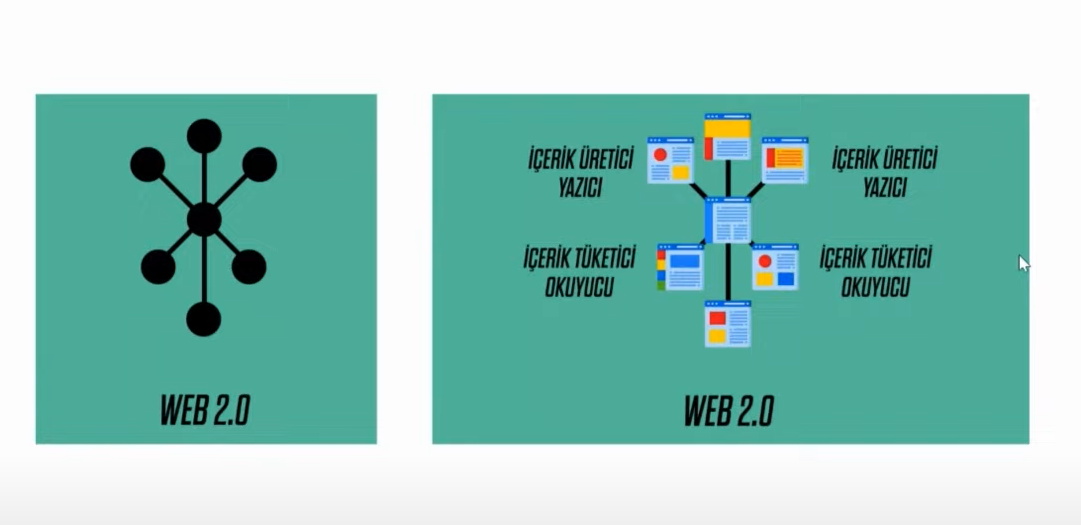 WEB 2.0
İÇERİK ÜRETİCİ
YAZICI
İÇERİK TÜKETİCİ
OKUYUCU
İÇERİK ÜRETİCİ
YAZICI
İÇERİK TÜKETİCİ
OKUYUCU
WEB 2.0